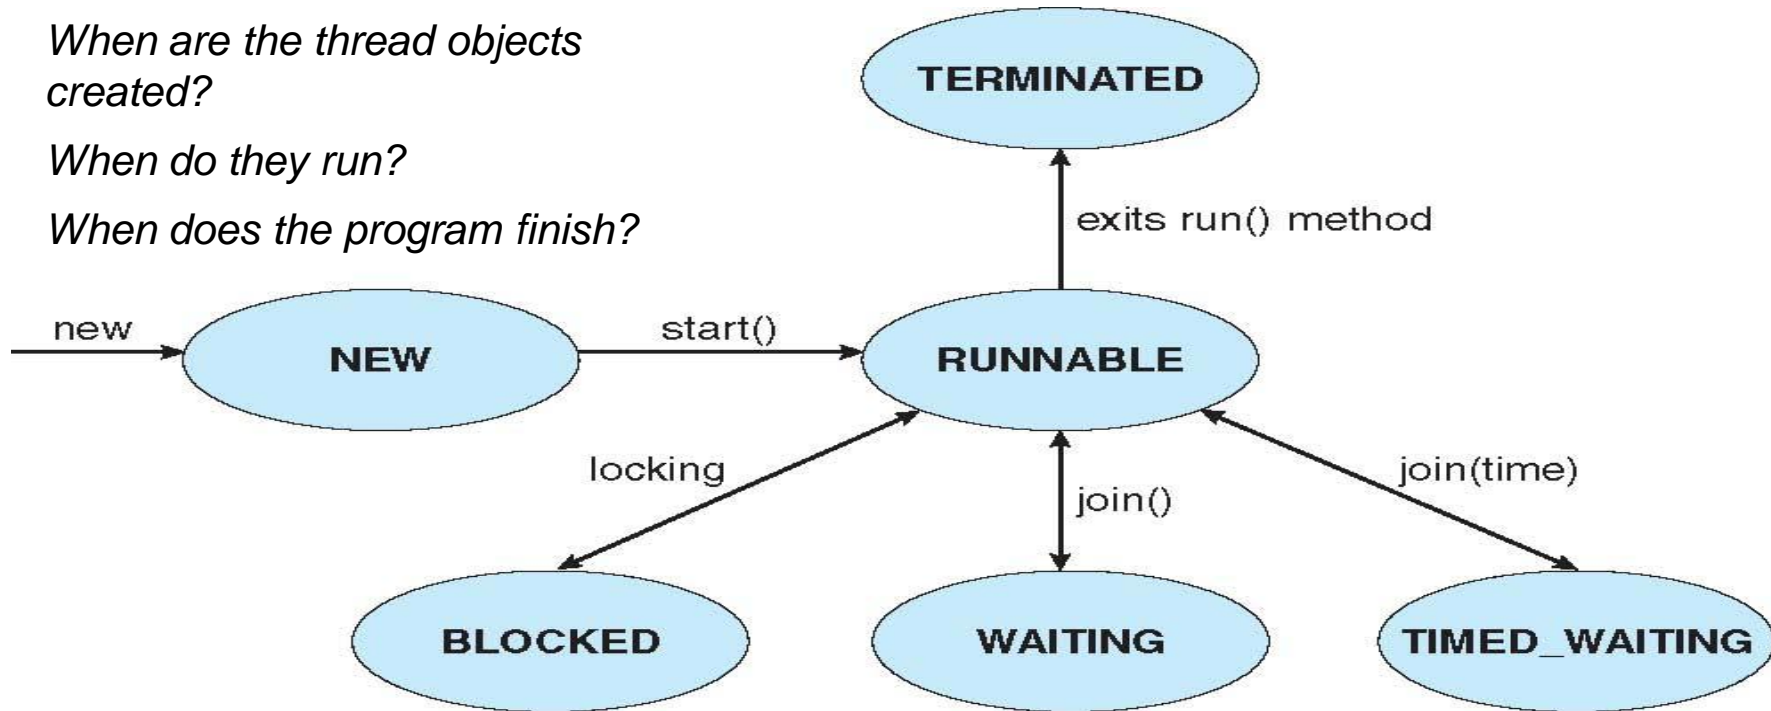 When are the thread objects
created?
When do they run?
When does the program finish?
TERMINATED
exits run() method
new
NEW
start()
RUNNABLE
locking
join()
join(time)
BLOCKED
WAITING
TIMED_WAITING